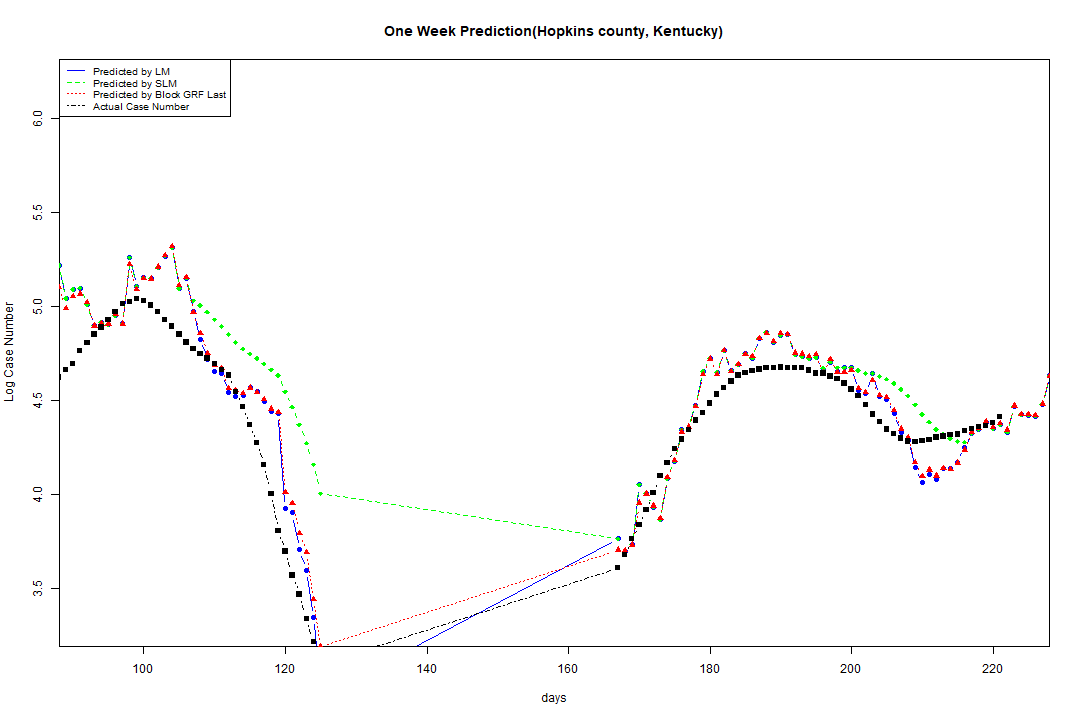 One Week Prediction(Hopkins county, Kentucky)
Predicted by LM
Predicted by SLM
Predicted by Block GRF Last
Actual Case Number
Log Case Number
6.0
5.5
5.0
4.5
4.0
3.5
100 120 140 160 180 200 220
days